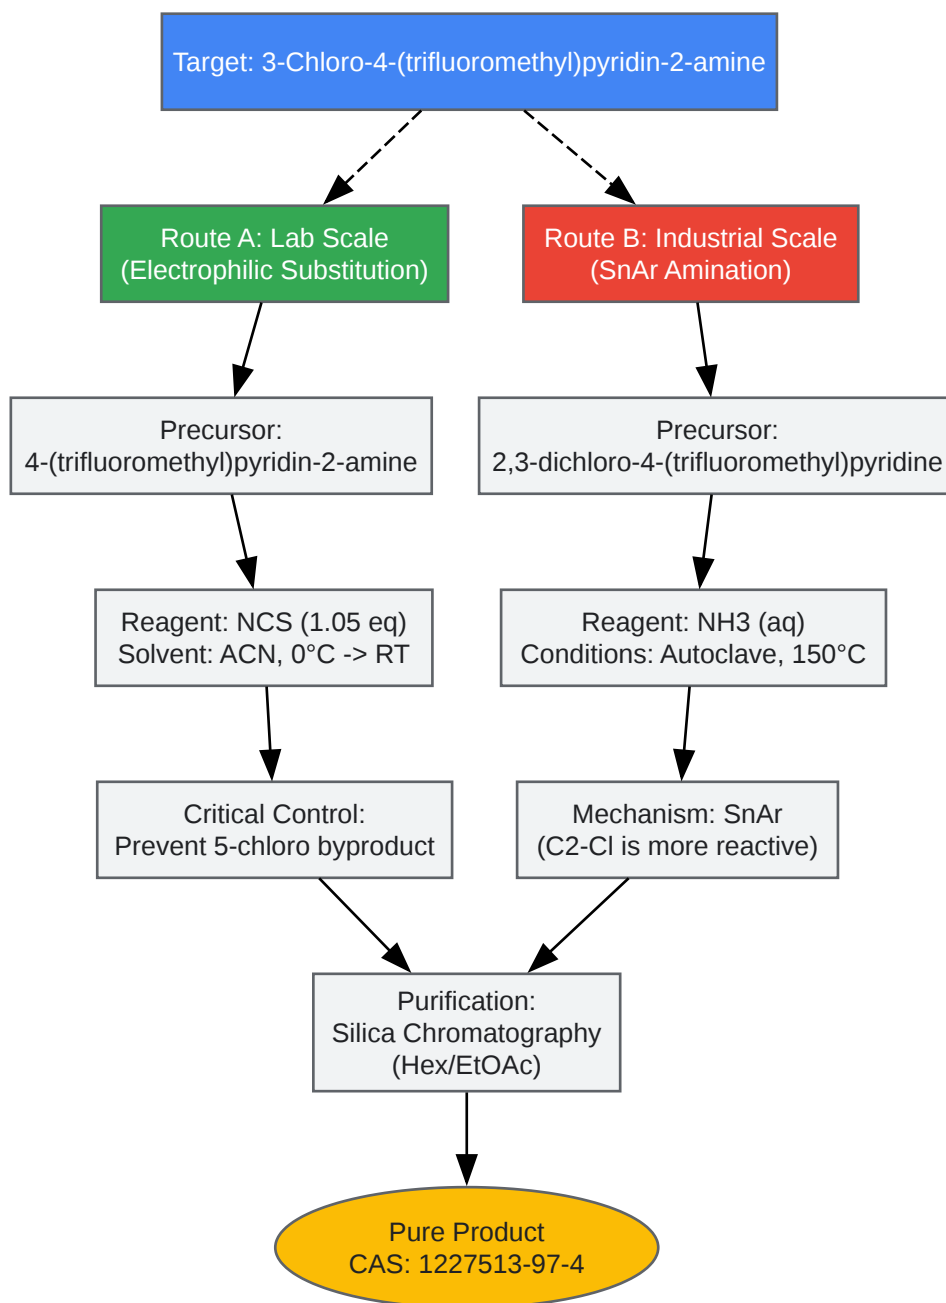 Target: 3-Chloro-4-(trifluoromethyl)pyridin-2-amine
Route A: Lab Scale
(Electrophilic Substitution)
Route B: Industrial Scale
(SnAr Amination)
Precursor:
4-(trifluoromethyl)pyridin-2-amine
Precursor:
2,3-dichloro-4-(trifluoromethyl)pyridine
Reagent: NCS (1.05 eq)
Solvent: ACN, 0°C -> RT
Reagent: NH3 (aq)
Conditions: Autoclave, 150°C
Critical Control:
Prevent 5-chloro byproduct
Mechanism: SnAr
(C2-Cl is more reactive)
Purification:
Silica Chromatography
(Hex/EtOAc)
Pure Product
CAS: 1227513-97-4